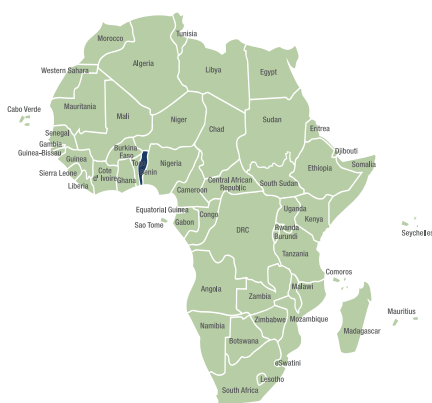 Morocco
Tunisia
Algeria
Libya
Egypt
Western Sahara
Mauritania
Mali
Niger
Chad
Sudan
Eritrea
Cabo Verde
Senegal
Gambia
Guinea-Bissau
Guinea
Sierra Leone
Liberia
Cote
d' Ivoire
Burkina
Faso
Ghana
To
enin
Nigeria
Cameroon
Central African
Republic
South Sudan
Ethiopia
Djibouti
Somalia
Equatorial Guinea
Sao Tome
Gabon
Congo
DRC
Uganda
Kenya
Rwanda
Burundi
Tanzania
Seychelles
Comoros
Angola
Zambia
Malawi
Mozambique
Zimbabwe
Namibia
Botswana
Madagascar
Mauritius
eSwatini
Lesotho
South Africa